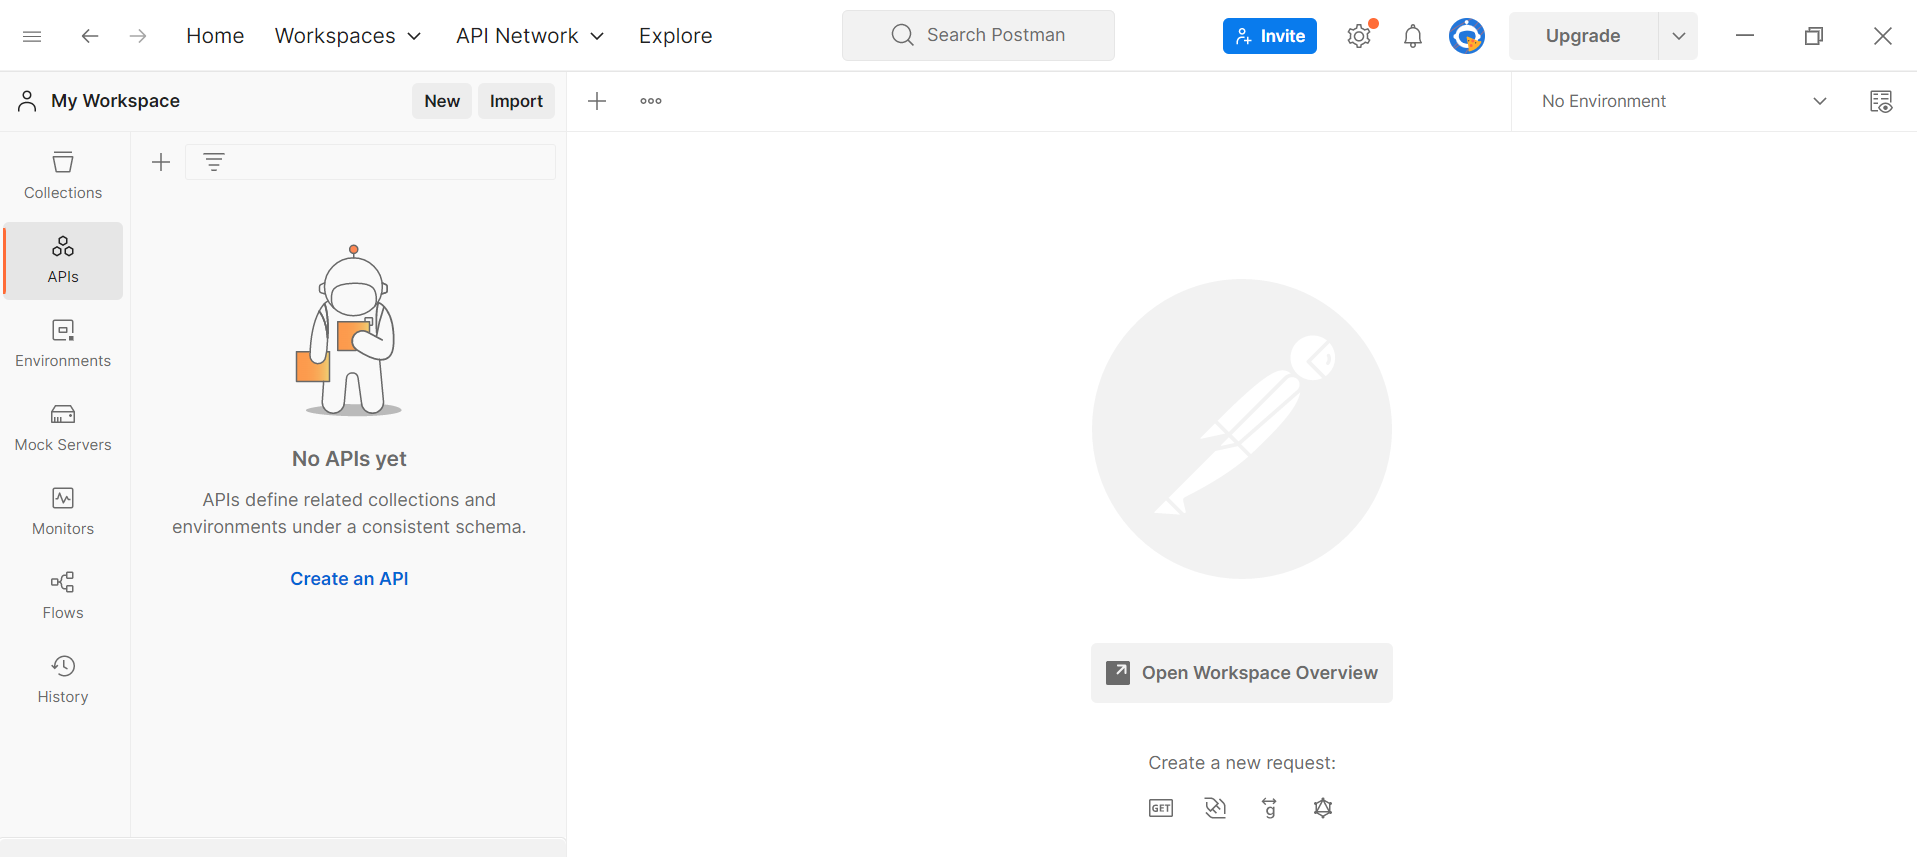 Home Workspaces API Network Explore Search Postman Invite Upgrade
My Workspace New Import No Environment
Collections
APIs
Environments
Mock Servers
Monitors
Flows
History
No APIs yet
APIs define related collections and
environments under a consistent schema.
Create an API
Open Workspace Overview
Create a new request:
GET g